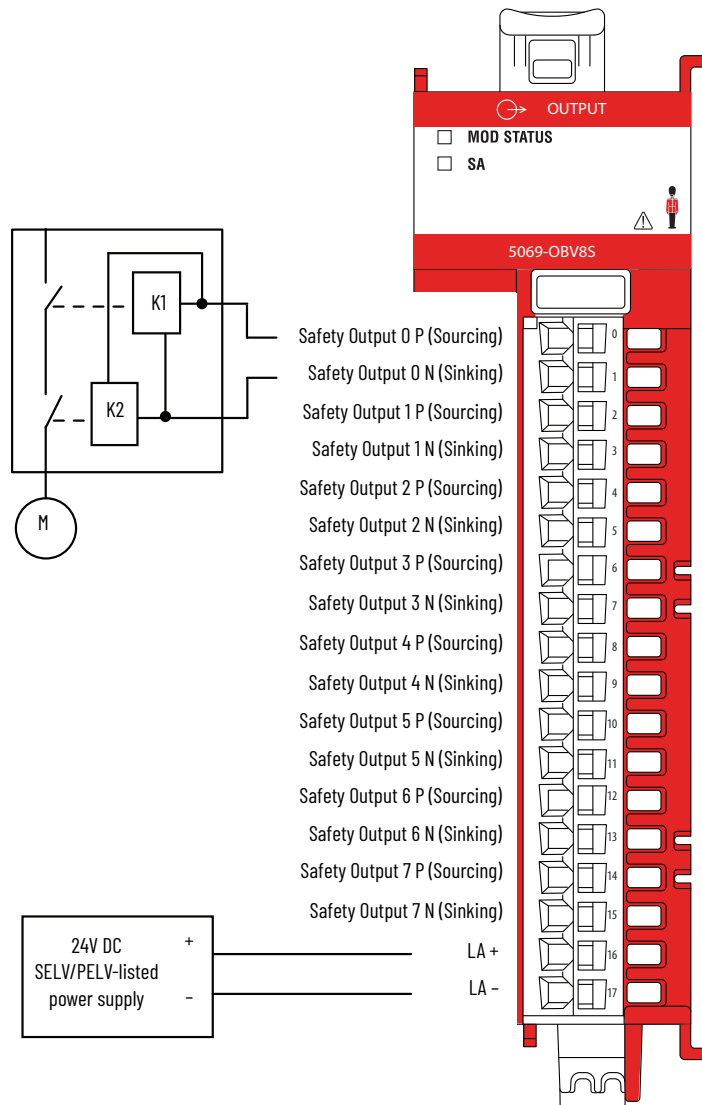 OUTPUT
MOD STATUS
SA
5069-OBV8S
K1
K2
M
Safety Output 0 P (Sourcing)
0
Safety Output 0 N (Sinking)
1
Safety Output 1 P (Sourcing)
2
Safety Output 1 N (Sinking)
3
Safety Output 2 P (Sourcing)
4
Safety Output 2 N (Sinking)
5
Safety Output 3 P (Sourcing)
6
Safety Output 3 N (Sinking)
7
Safety Output 4 P (Sourcing)
8
Safety Output 4 N (Sinking)
9
Safety Output 5 P (Sourcing)
10
Safety Output 5 N (Sinking)
11
Safety Output 6 P (Sourcing)
12
Safety Output 6 N (Sinking)
13
Safety Output 7 P (Sourcing)
14
Safety Output 7 N (Sinking)
15
24V DC
SELV/PELV-listed
power supply
+
–
LA +
16
LA –
17